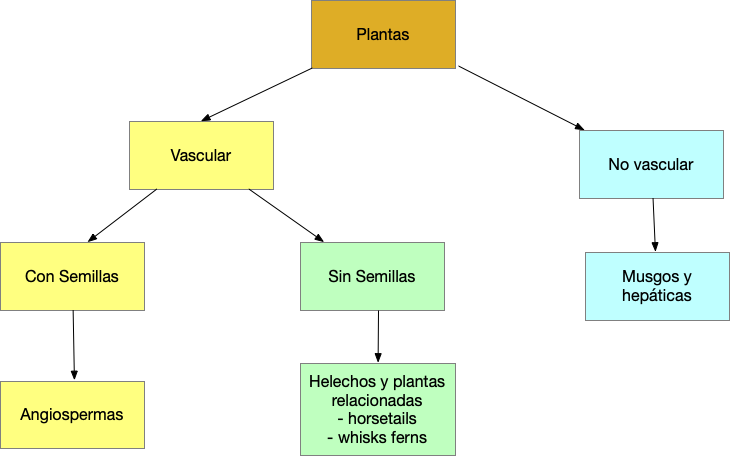 Plantas
Vascular
No vascular
Con Semillas
Sin Semillas
Musgos y
hepáticas
Angiospermas
Helechos y plantas
relacionadas
- horsetails
- whisks ferns